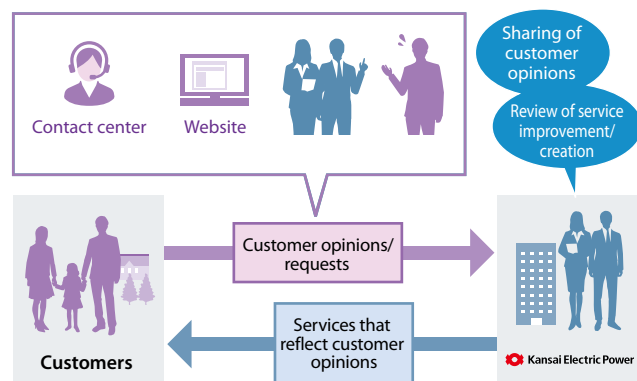 Sharing of
customer
opinions
Review of service
improvement/
creation
Contact center
Website
Customer opinions/
requests
Services that
reflect customer
opinions
Customers
Kansai Electric Power